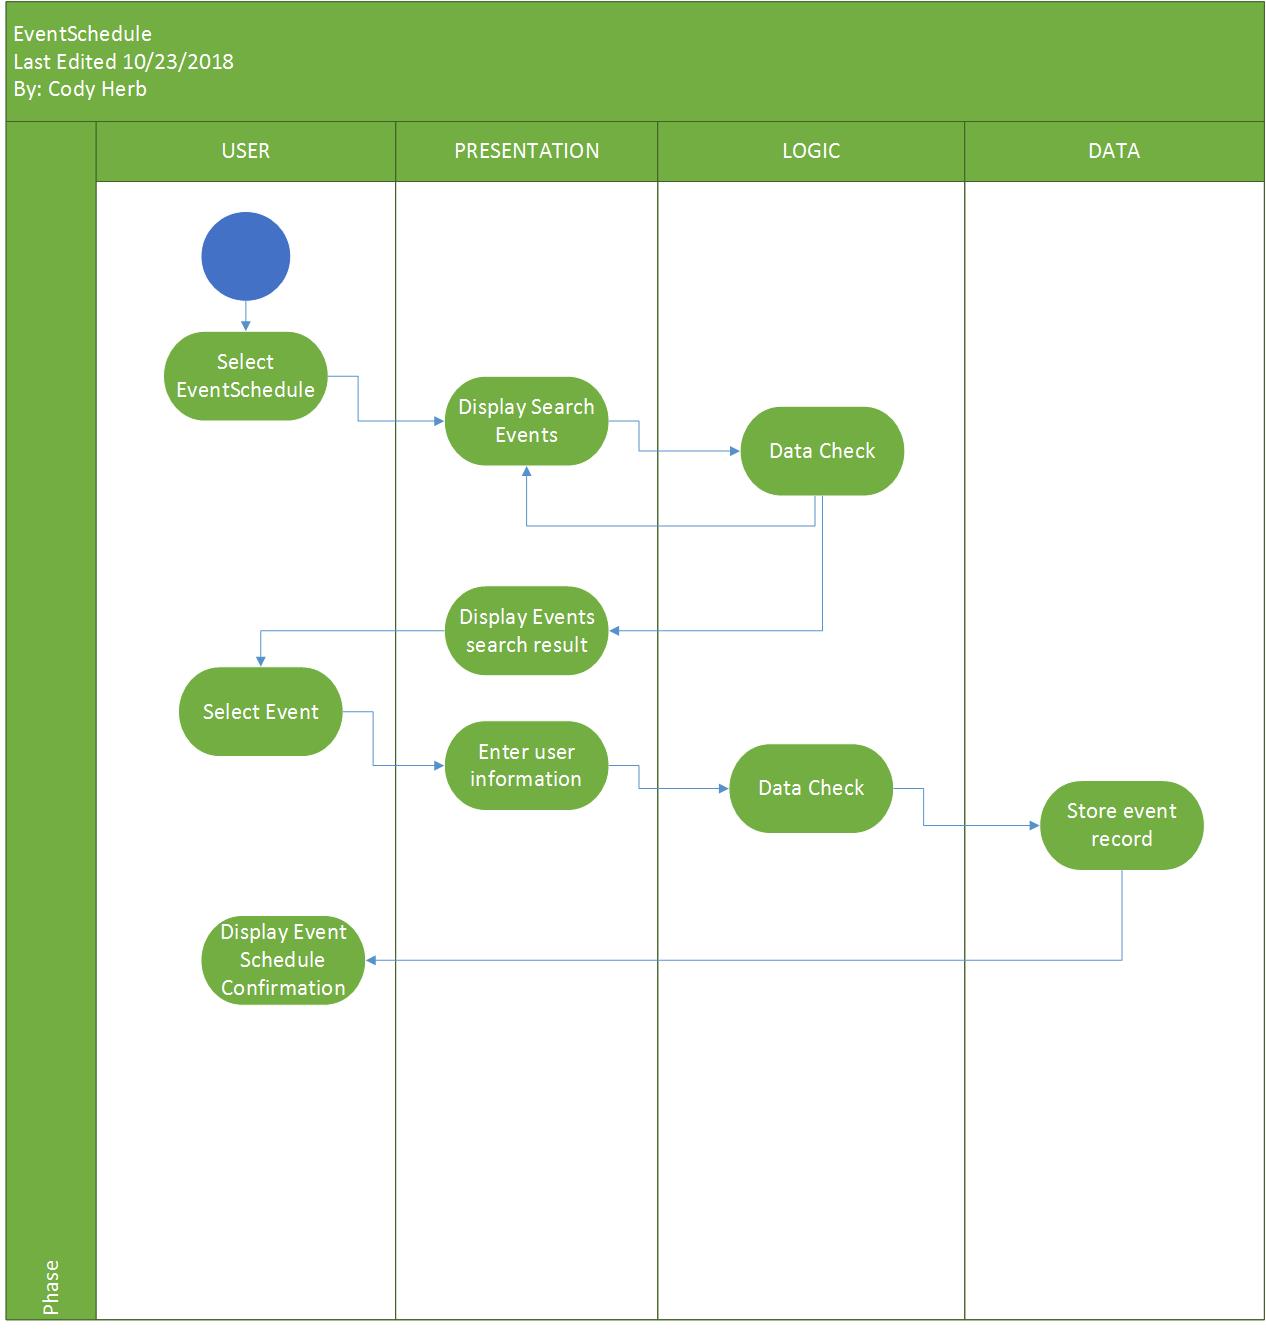 EventSchedule
Last Edited 10/23/2018
By: Cody Herb
USER
PRESENTATION
LOGIC
DATA
Select
EventSchedule
Display Search
Events
Data Check
Display Events
search result
Select Event
Enter user
information
Data Check
Store event
record
Display Event
Schedule
Confirmation
Phase